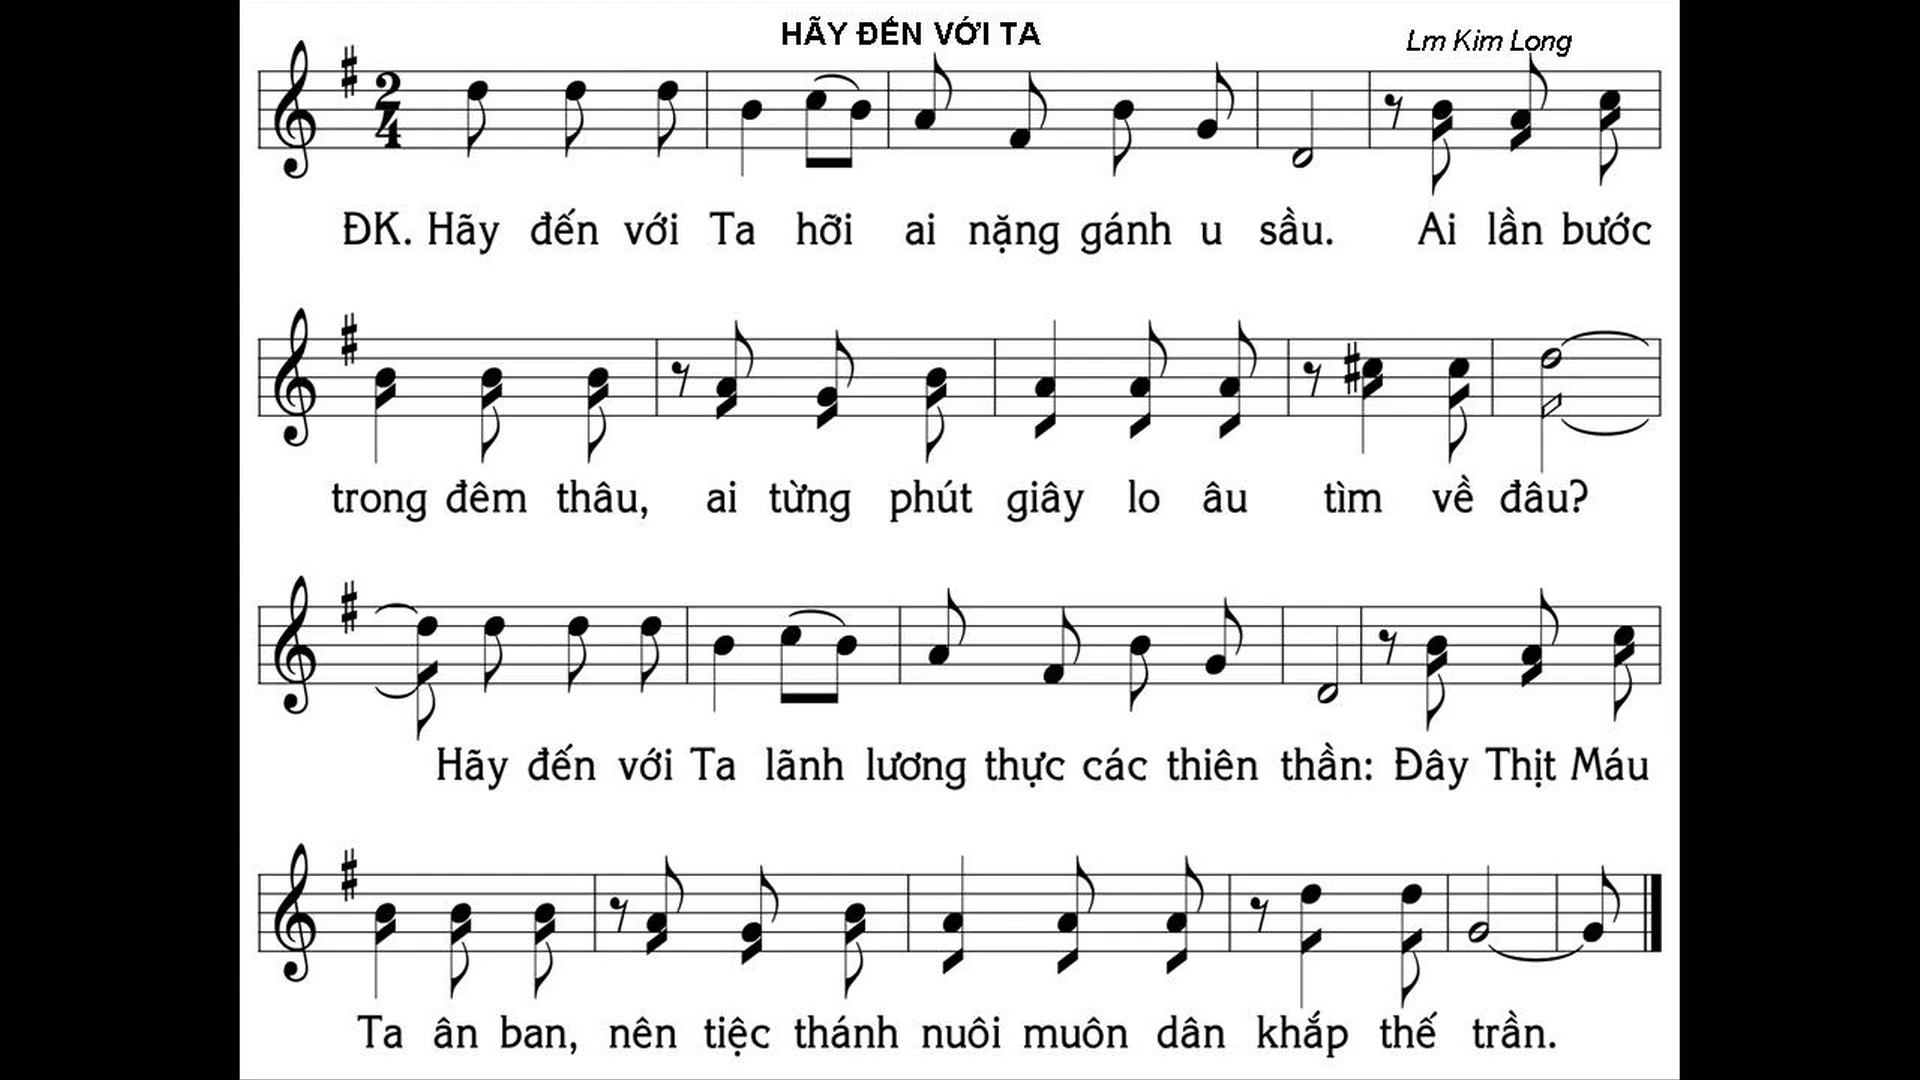 HÃY ĐẾN VỚI TA
Lm Kim Long
2
4
ĐK. Hãy đến với Ta hỡi ai nặng gánh u sầu. Ai lần bước
trong đêm thâu, ai từng phút giây lo âu tìm về đâu?
Hãy đến với Ta lãnh lương thực các thiên thần: Đây Thịt Máu
Ta ân ban, nên tiệc thánh nuôi muôn dân khắp thế trần.